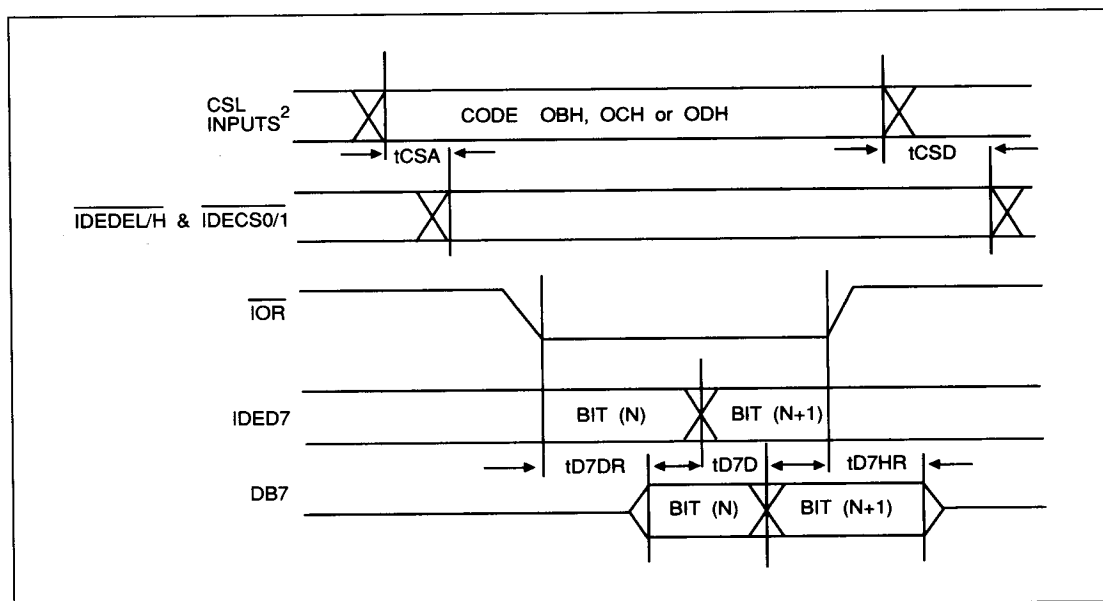 CSL
INPUTS²
CODE OBH, OCH or ODH
tCSA
tCSD
IDEDEL/H & IDECS0/1
IOR
IDED7
BIT (N)
BIT (N+1)
tD7DR
tD7D
tD7HR
DB7
BIT (N)
BIT (N+1)